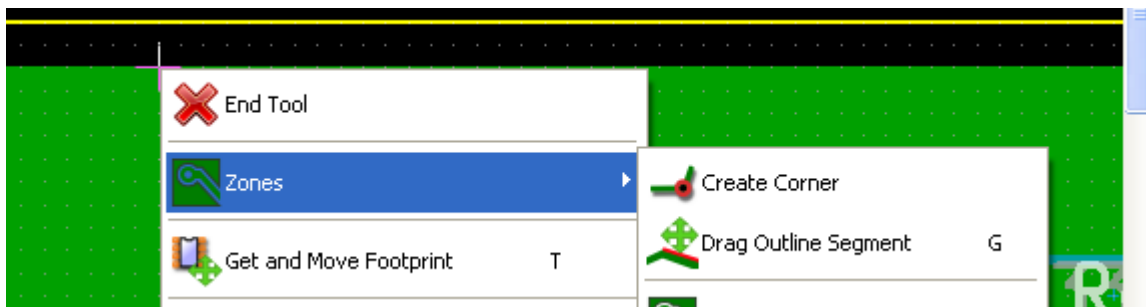 End Tool
Zones
Create Corner
Drag Outline Segment G
Get and Move Footprint T
R